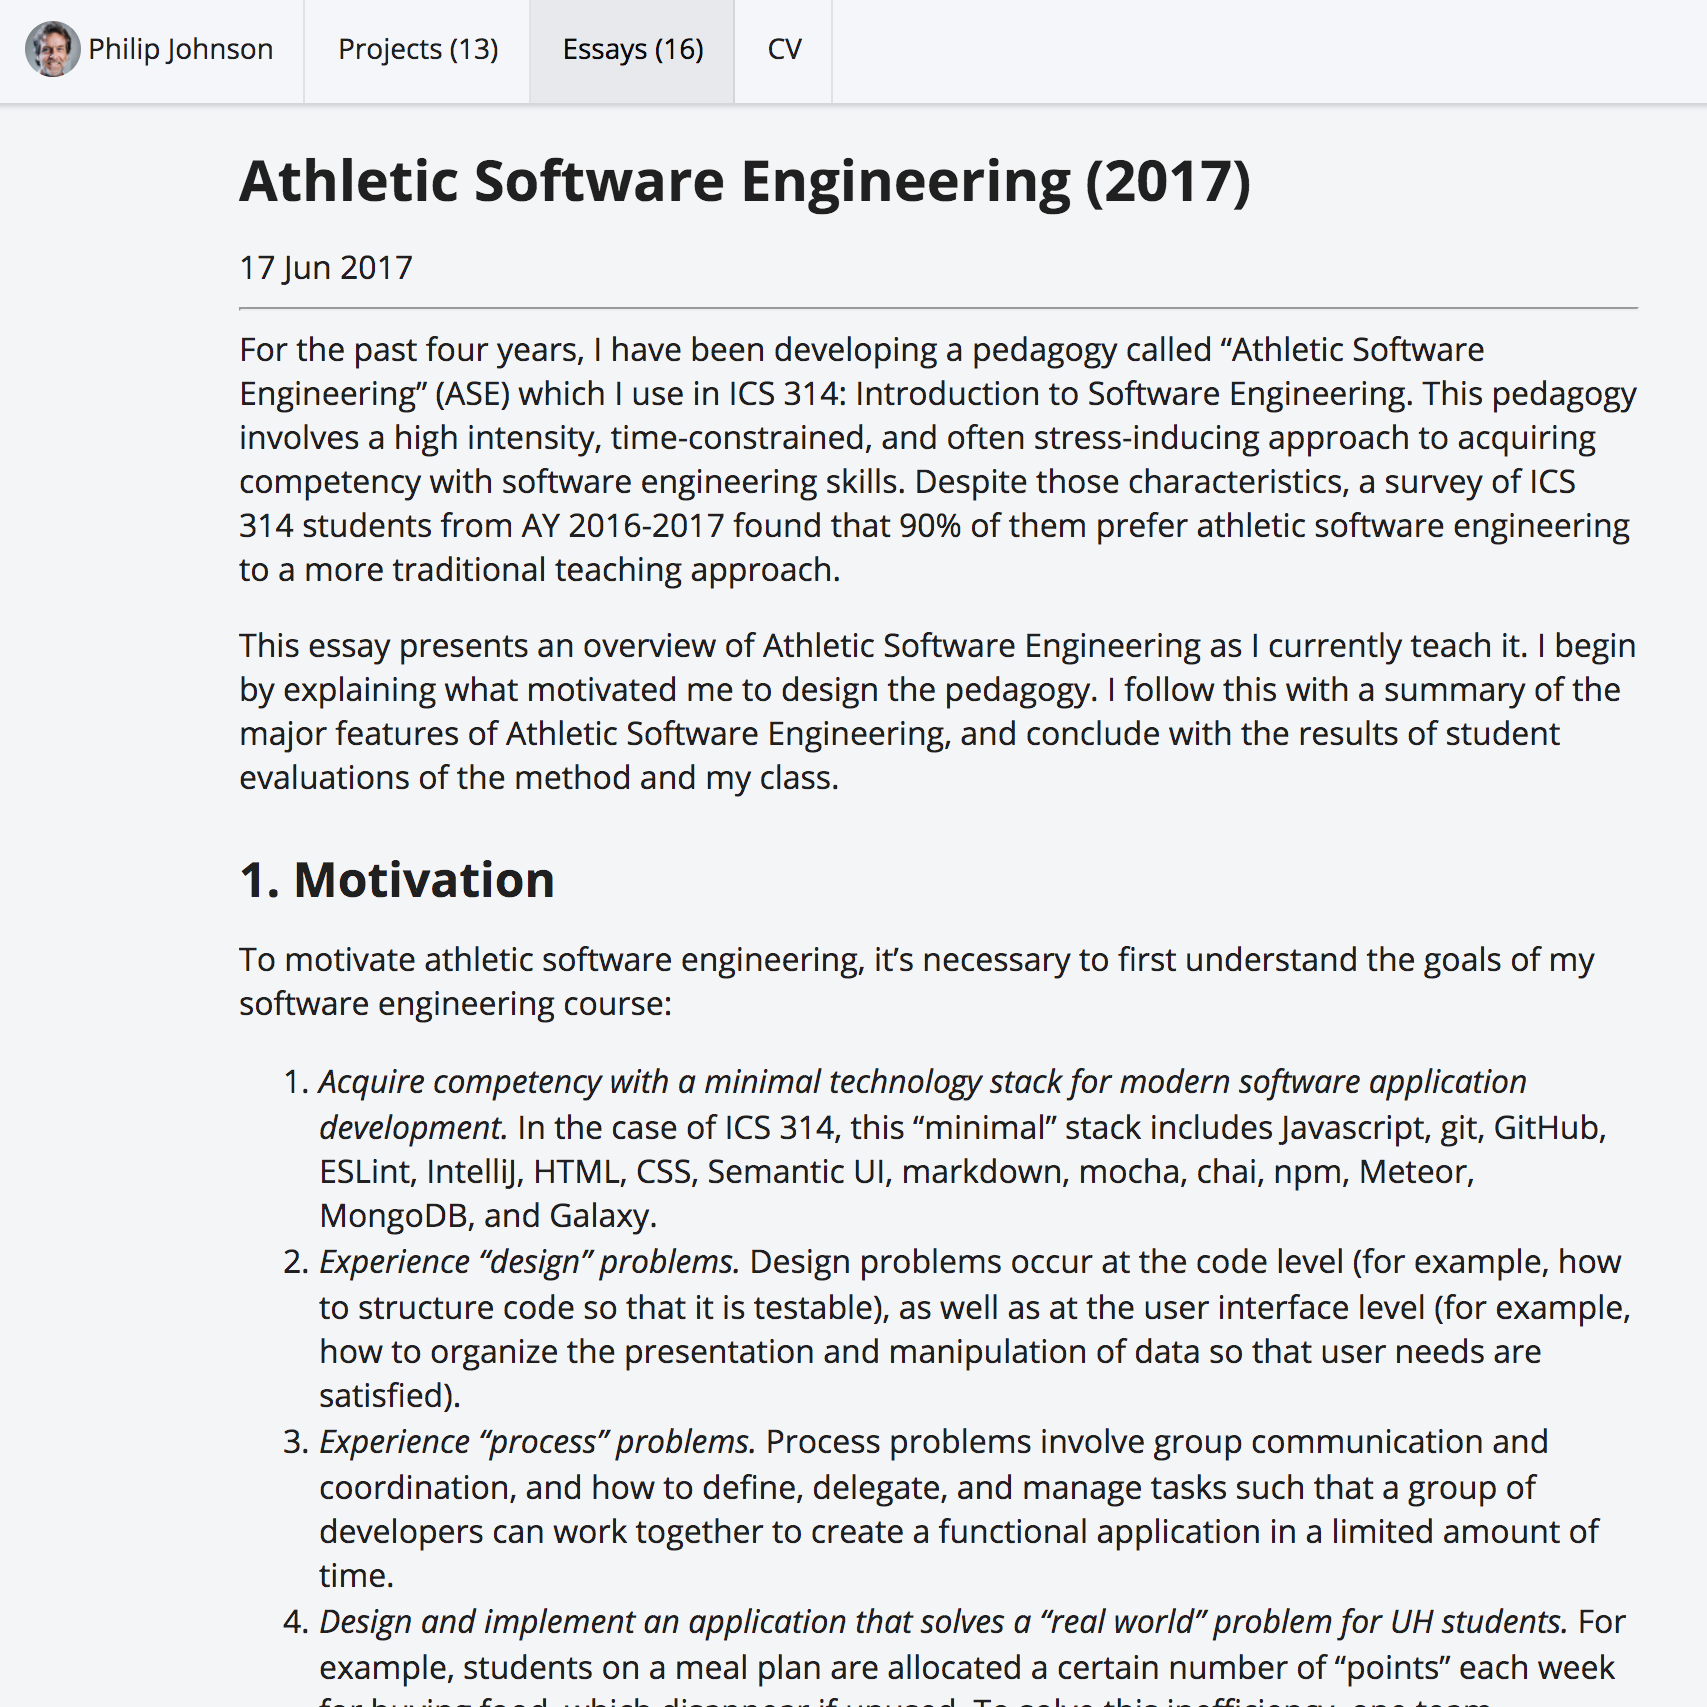 Philip Johnson
Projects (13)
Essays (16)
CV
Athletic Software Engineering (2017)
17 Jun 2017
For the past four years, I have been developing a pedagogy called “Athletic Software
Engineering” (ASE) which I use in ICS 314: Introduction to Software Engineering. This pedagogy
involves a high intensity, time-constrained, and often stress-inducing approach to acquiring
competency with software engineering skills. Despite those characteristics, a survey of ICS
314 students from AY 2016-2017 found that 90% of them prefer athletic software engineering
to a more traditional teaching approach.
This essay presents an overview of Athletic Software Engineering as I currently teach it. I begin
by explaining what motivated me to design the pedagogy. I follow this with a summary of the
major features of Athletic Software Engineering, and conclude with the results of student
evaluations of the method and my class.
1. Motivation
To motivate athletic software engineering, it’s necessary to first understand the goals of my
software engineering course:
1. Acquire competency with a minimal technology stack for modern software application
development. In the case of ICS 314, this “minimal” stack includes Javascript, git, GitHub,
ESLint, IntelliJ, HTML, CSS, Semantic UI, markdown, mocha, chai, npm, Meteor,
MongoDB, and Galaxy.
2. Experience “design” problems. Design problems occur at the code level (for example, how
to structure code so that it is testable), as well as at the user interface level (for example,
how to organize the presentation and manipulation of data so that user needs are
satisfied).
3. Experience “process” problems. Process problems involve group communication and
coordination, and how to define, delegate, and manage tasks such that a group of
developers can work together to create a functional application in a limited amount of
time.
4. Design and implement an application that solves a “real world” problem for UH students. For
example, students on a meal plan are allocated a certain number of “points” each week
for buying food, which disappear if unused. To solve this inefficiency, one team